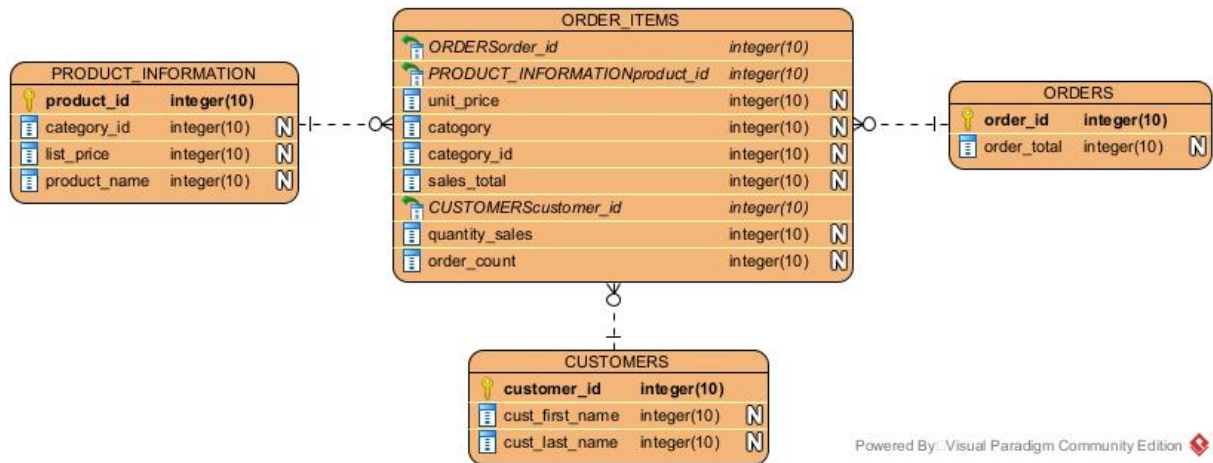 PRODUCT_INFORMATION
product_id integer(10)
category_id integer(10) N
list_price integer(10) N
product_name integer(10) N
ORDER_ITEMS
ORDERSorder_id integer(10)
PRODUCT_INFORMATIONproduct_id integer(10)
unit_price integer(10) N
catogory integer(10) N
category_id integer(10) N
sales_total integer(10) N
CUSTOMERScustomer_id integer(10)
quantity_sales integer(10) N
order_count integer(10) N
ORDERS
order_id integer(10)
order_total integer(10) N
CUSTOMERS
customer_id integer(10)
cust_first_name integer(10) N
cust_last_name integer(10) N
Powered By Visual Paradigm Community Edition